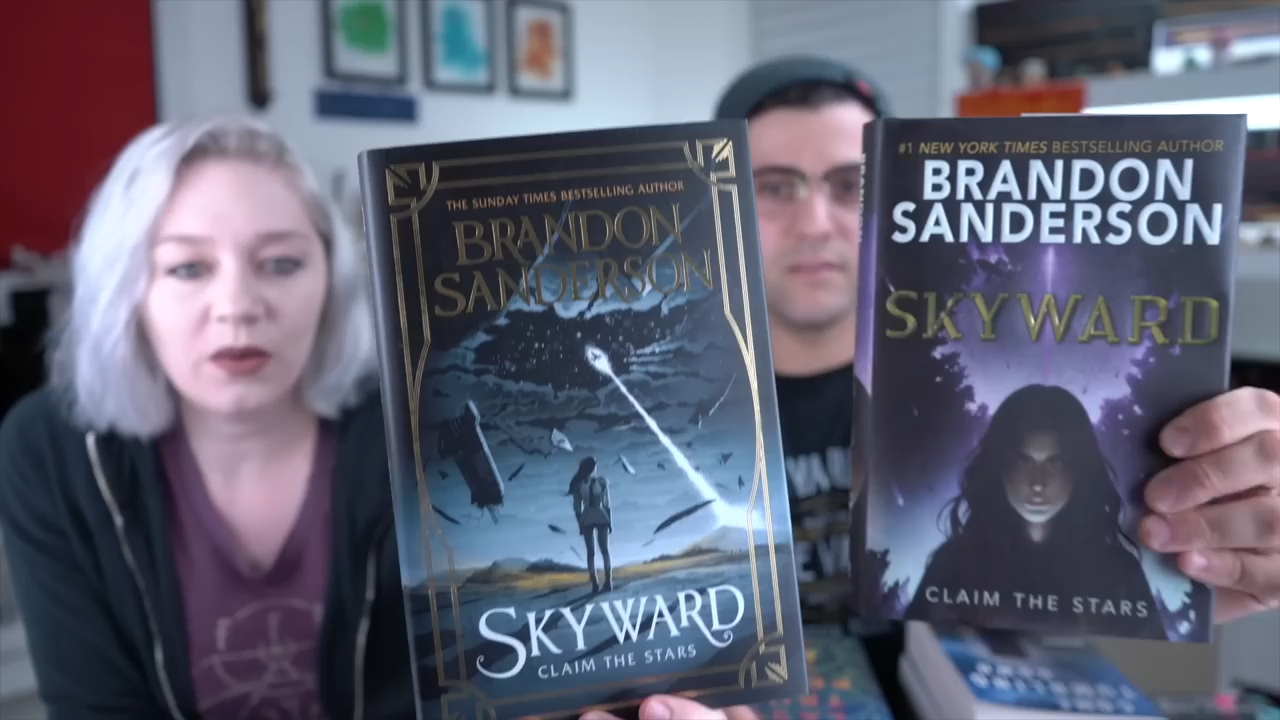 THE SUNDAY TIMES BESTSELLING AUTHOR
BRANDON
SANDERSON
SKYWARD
CLAIM THE STARS
#1 NEW YORK TIMES BESTSELLING AUTHOR
BRANDON
SANDERSON
SKYWARD
CLAIM THE STARS